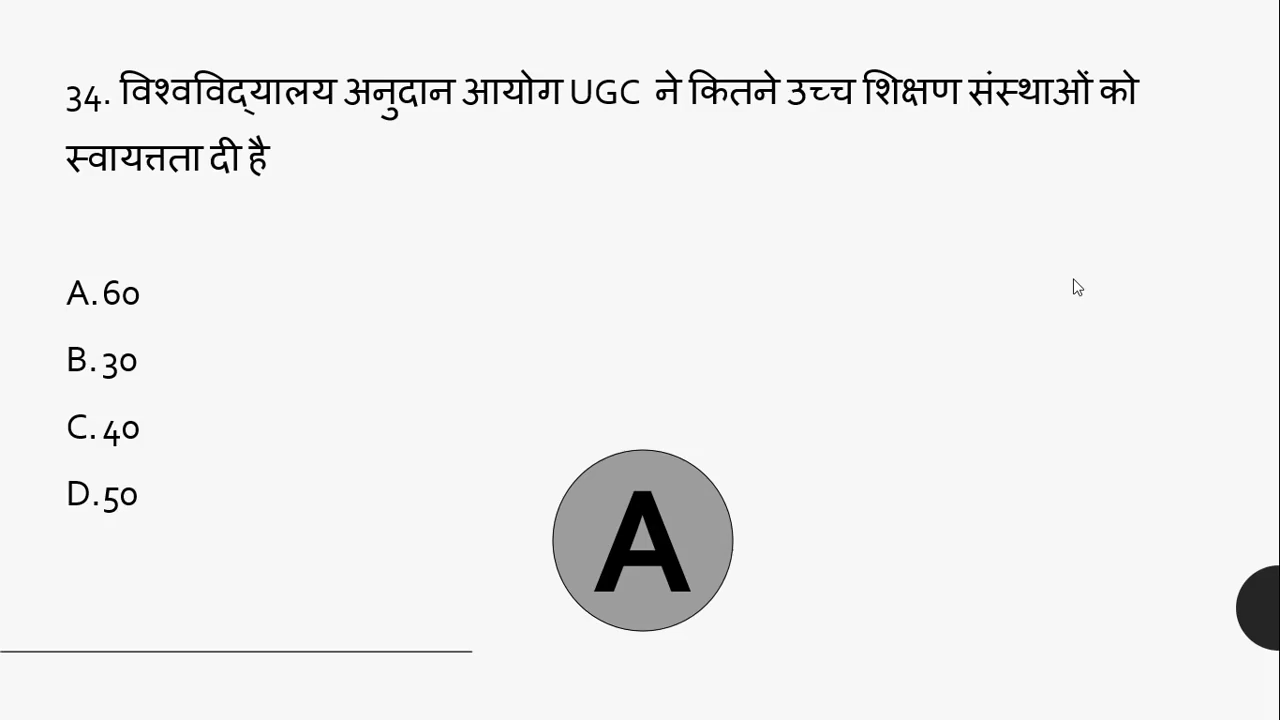 34. विश्वविद्यालय अनुदान आयोग UGC ने कितने उच्च शिक्षण संस्थाओं को
स्वायत्तता दी है
A. 60
B. 30
C. 40
D. 50
A